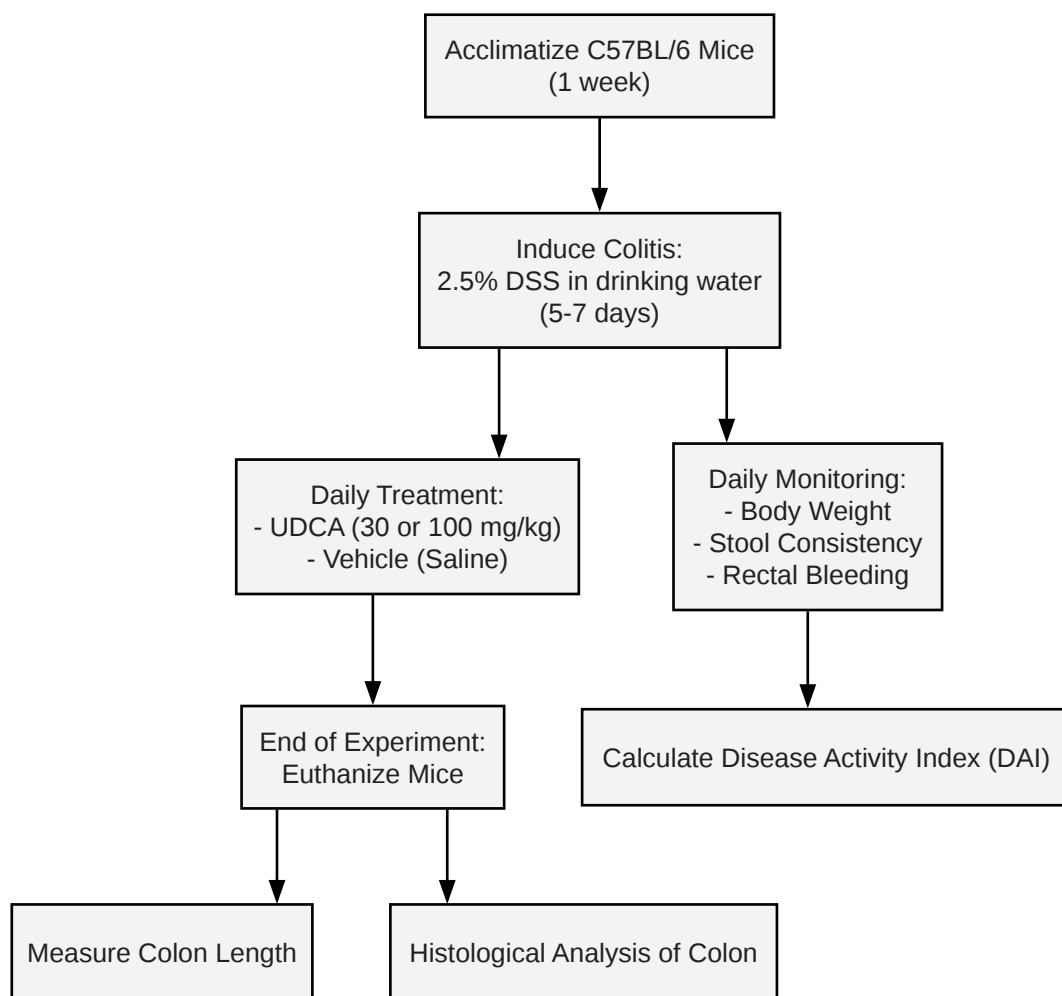 Acclimatize C57BL/6 Mice
(1 week)
Induce Colitis:
2.5% DSS in drinking water
(5-7 days)
Daily Treatment:
- UDCA (30 or 100 mg/kg)
- Vehicle (Saline)
Daily Monitoring:
- Body Weight
- Stool Consistency
- Rectal Bleeding
End of Experiment:
Euthanize Mice
Calculate Disease Activity Index (DAI)
Measure Colon Length
Histological Analysis of Colon